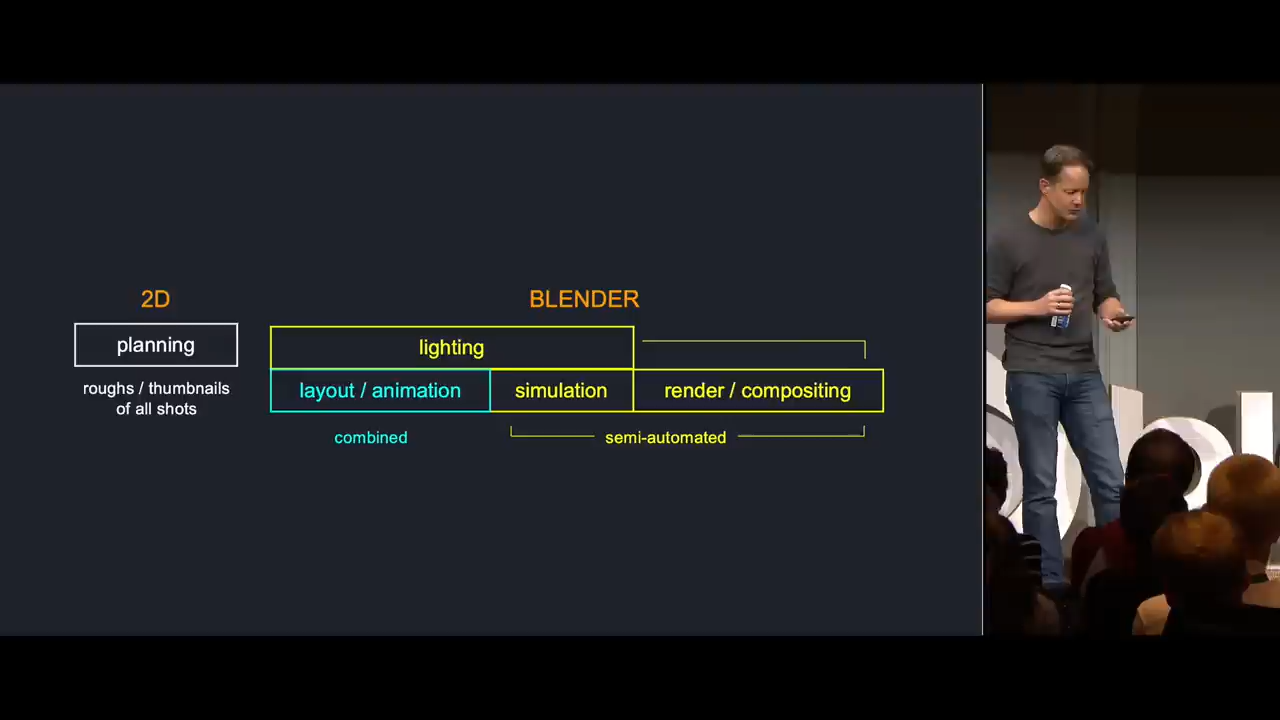 2D
planning
roughs / thumbnails
of all shots
BLENDER
lighting
layout / animation
simulation
render / compositing
combined
semi-automated